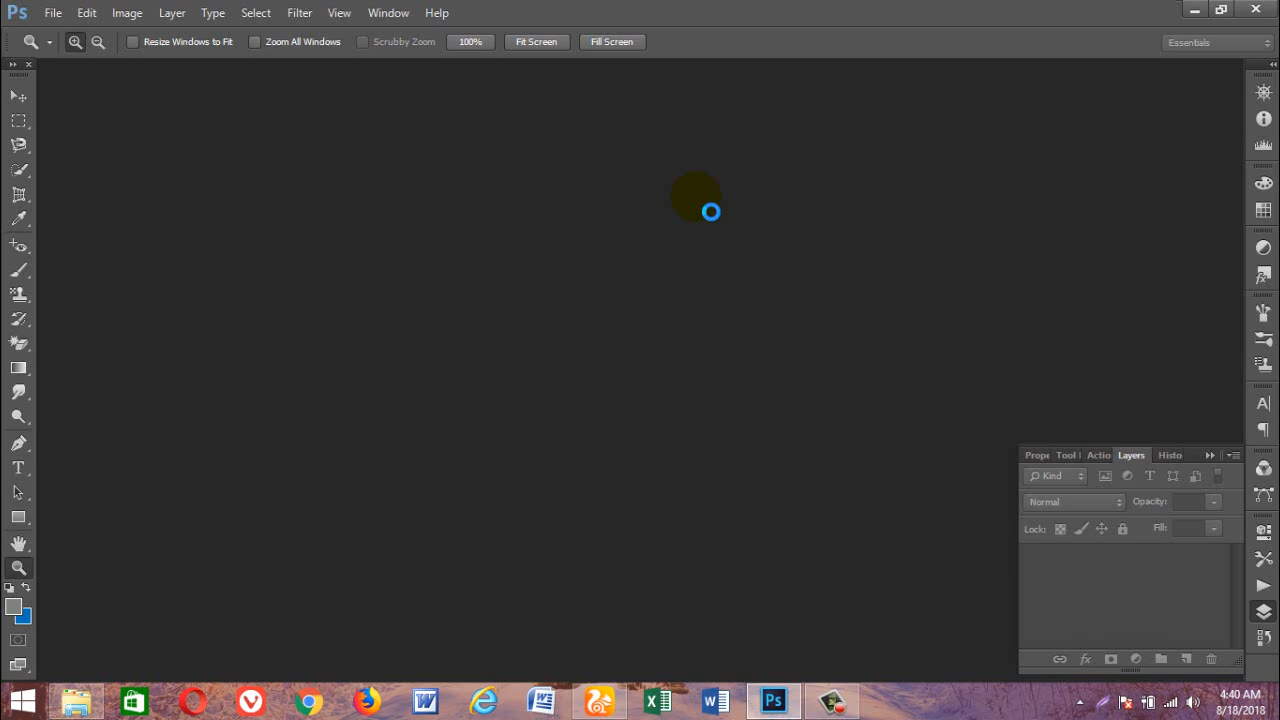 Ps File Edit Image Layer Type Select Filter View Window Help
Resize Windows to Fit Zoom All Windows Scrubby Zoom 100% Fit Screen Fill Screen Essentials
Prope Tool Actio Layers Histo
Kind
Normal Opacity:
Lock: Fill:
4:40 AM
8/18/2018